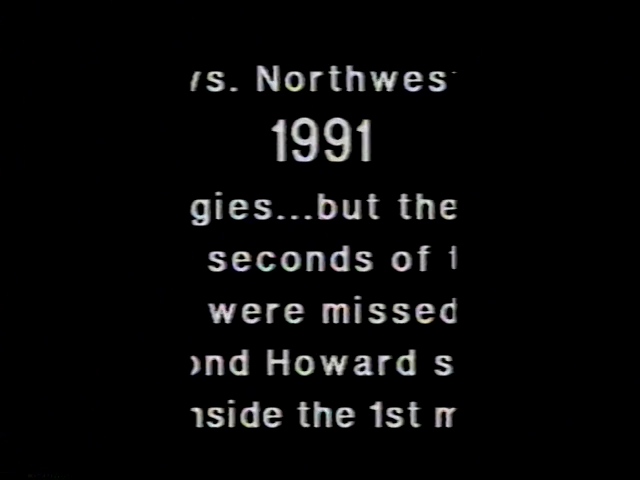 vs. Northwes
1991
gies...but the
seconds of t
were missed
ond Howard s
nside the 1st m